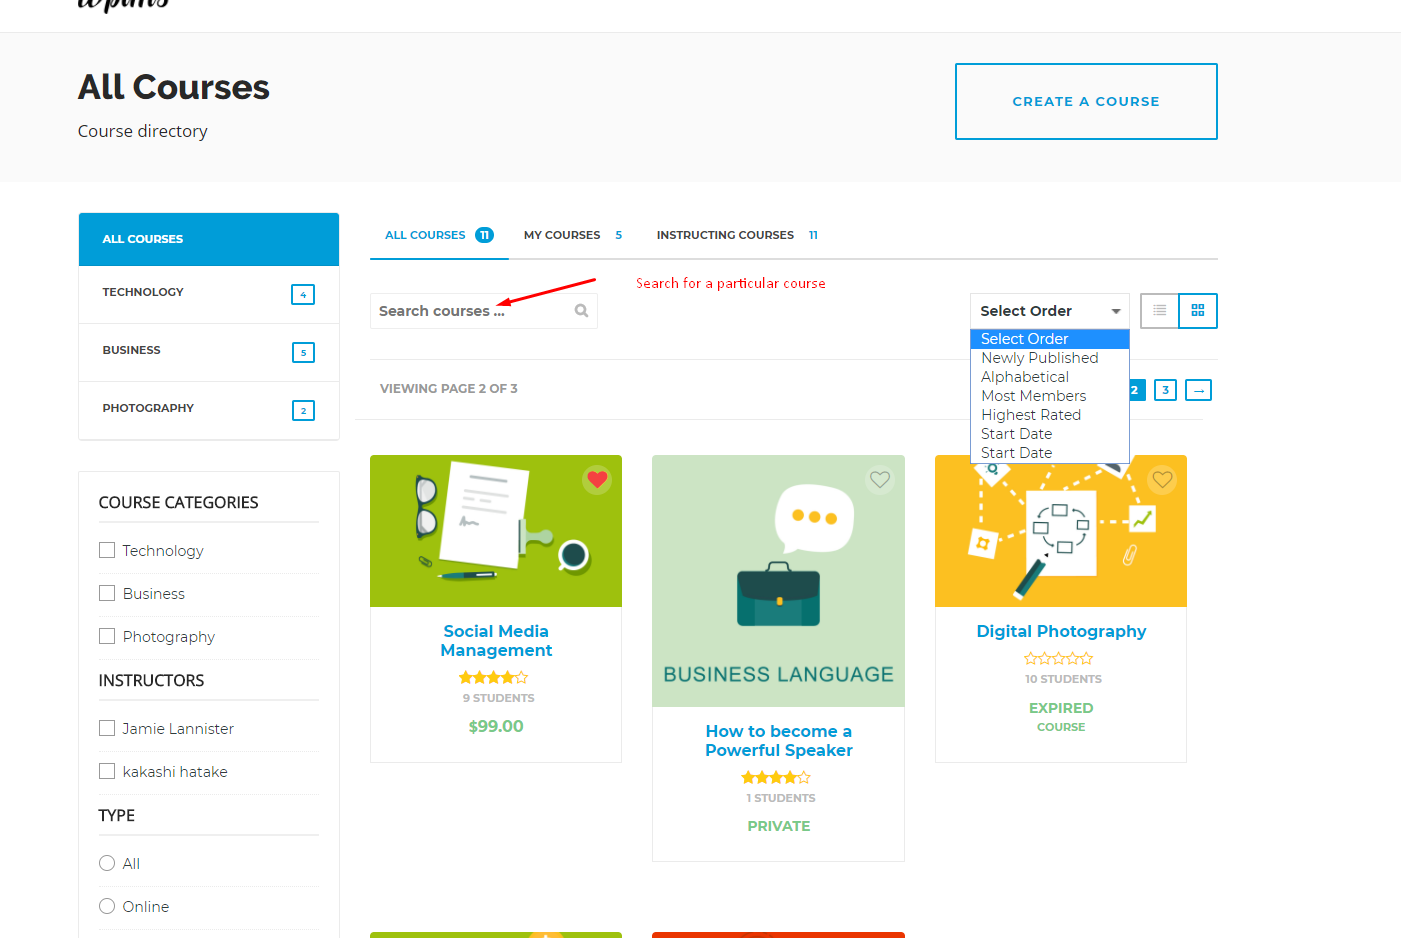 All Courses
Course directory
CREATE A COURSE
ALL COURSES
TECHNOLOGY 4
BUSINESS 5
PHOTOGRAPHY 2
COURSE CATEGORIES
Technology
Business
Photography
INSTRUCTORS
Jamie Lannister
kakashi hatake
TYPE
All
Online
ALL COURSES 11 MY COURSES 5 INSTRUCTING COURSES 11
Search courses ...
Search for a particular course
Select Order
Select Order
Newly Published
Alphabetical
Most Members
Highest Rated
Start Date
Start Date
VIEWING PAGE 2 OF 3
2 3 →
Social Media
Management
9 STUDENTS
$99.00
BUSINESS LANGUAGE
How to become a
Powerful Speaker
1 STUDENTS
PRIVATE
Digital Photography
10 STUDENTS
EXPIRED
COURSE